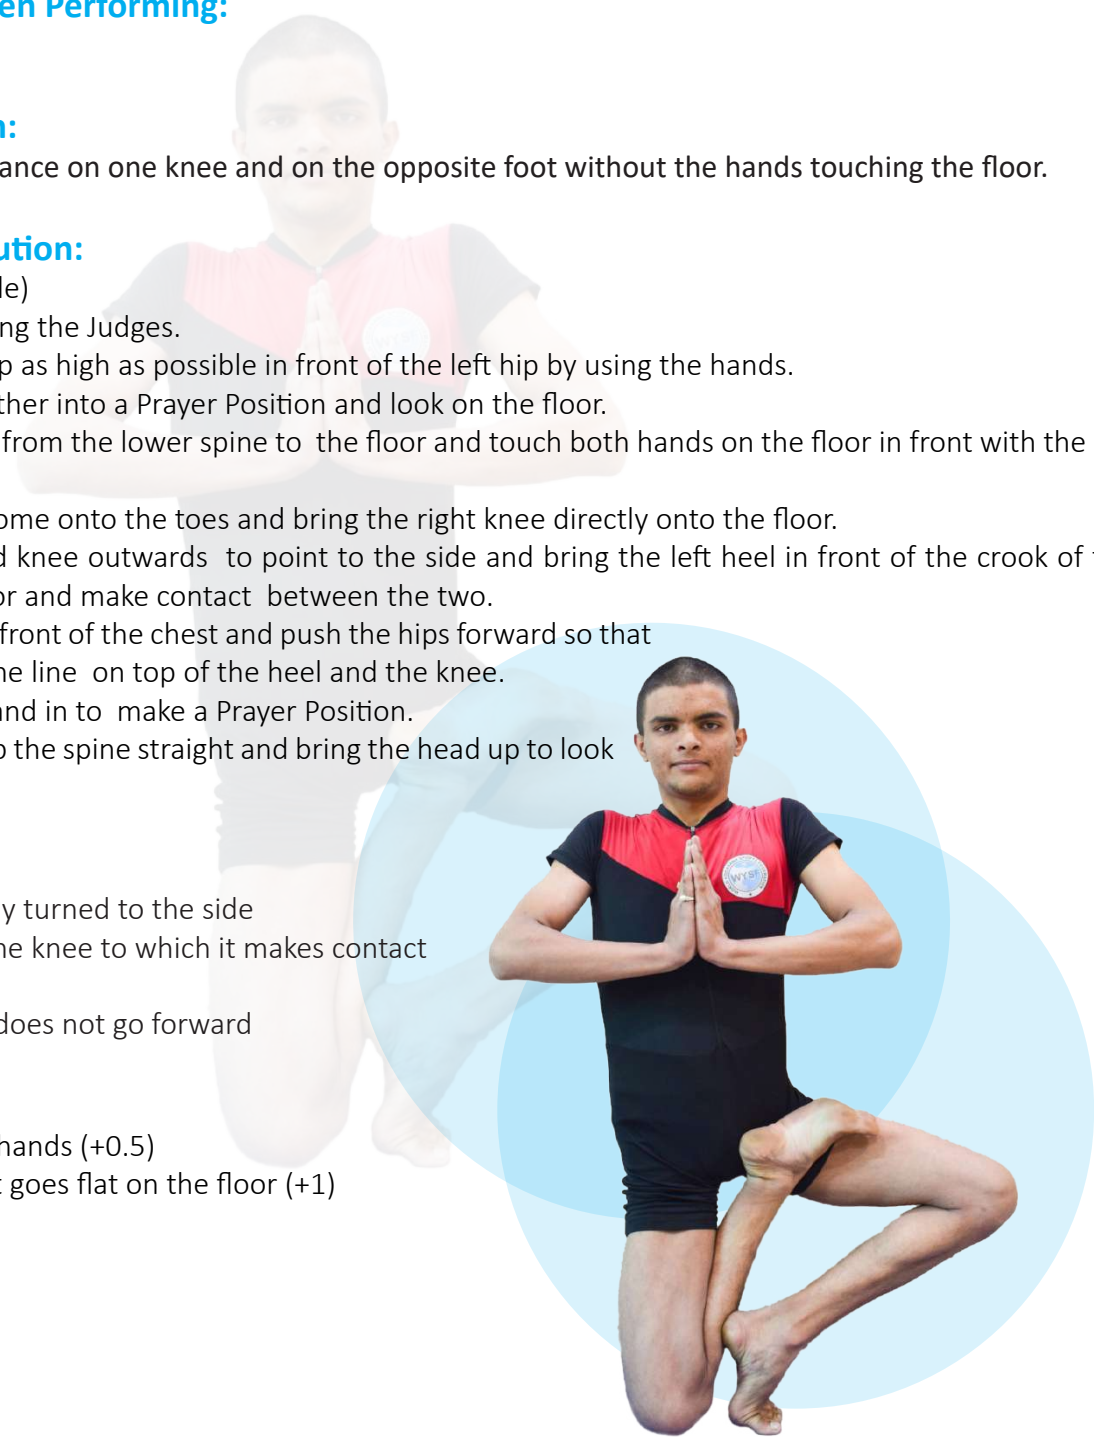 en Performing:
n:
ance on one knee and on the opposite foot without the hands touching the floor.
ution:
le)
ng the Judges.
p as high as possible in front of the left hip by using the hands.
ther into a Prayer Position and look on the floor.
from the lower spine to the floor and touch both hands on the floor in front with the
ome onto the toes and bring the right knee directly onto the floor.
d knee outwards to point to the side and bring the left heel in front of the crook of t
or and make contact between the two.
front of the chest and push the hips forward so that
ne line on top of the heel and the knee.
and in to make a Prayer Position.
p the spine straight and bring the head up to look
y turned to the side
ne knee to which it makes contact
does not go forward
hands (+0.5)
t goes flat on the floor (+1)
WYSF